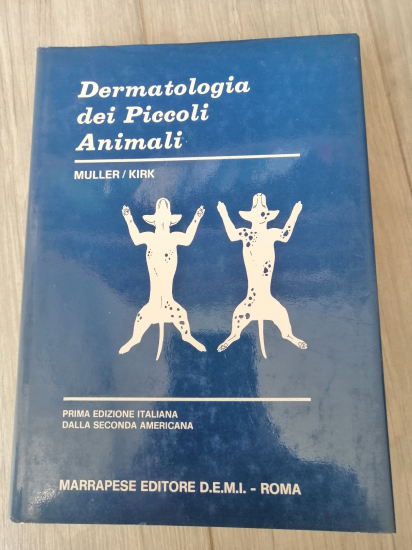 Dermatologia
dei Piccoli
Animali
MULLER / KIRK
PRIMA EDIZIONE ITALIANA
DALLA SECONDA AMERICANA
MARRAPESE EDITORE D.E.M.I. - ROMA